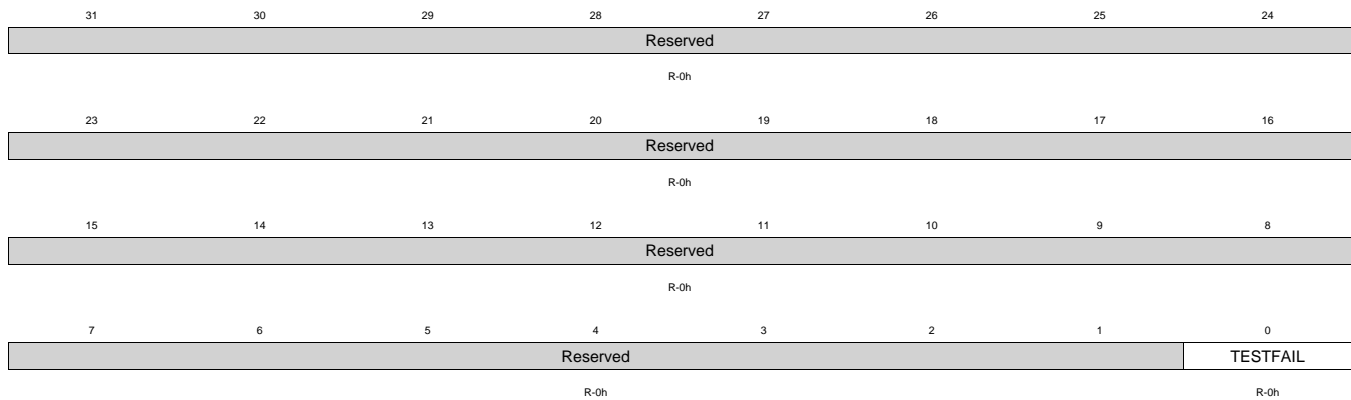 31 30 29 28 27 26 25 24
Reserved
R-0h
23 22 21 20 19 18 17 16
Reserved
R-0h
15 14 13 12 11 10 9 8
Reserved
R-0h
7 6 5 4 3 2 1 0
Reserved TESTFAIL
R-0h R-0h